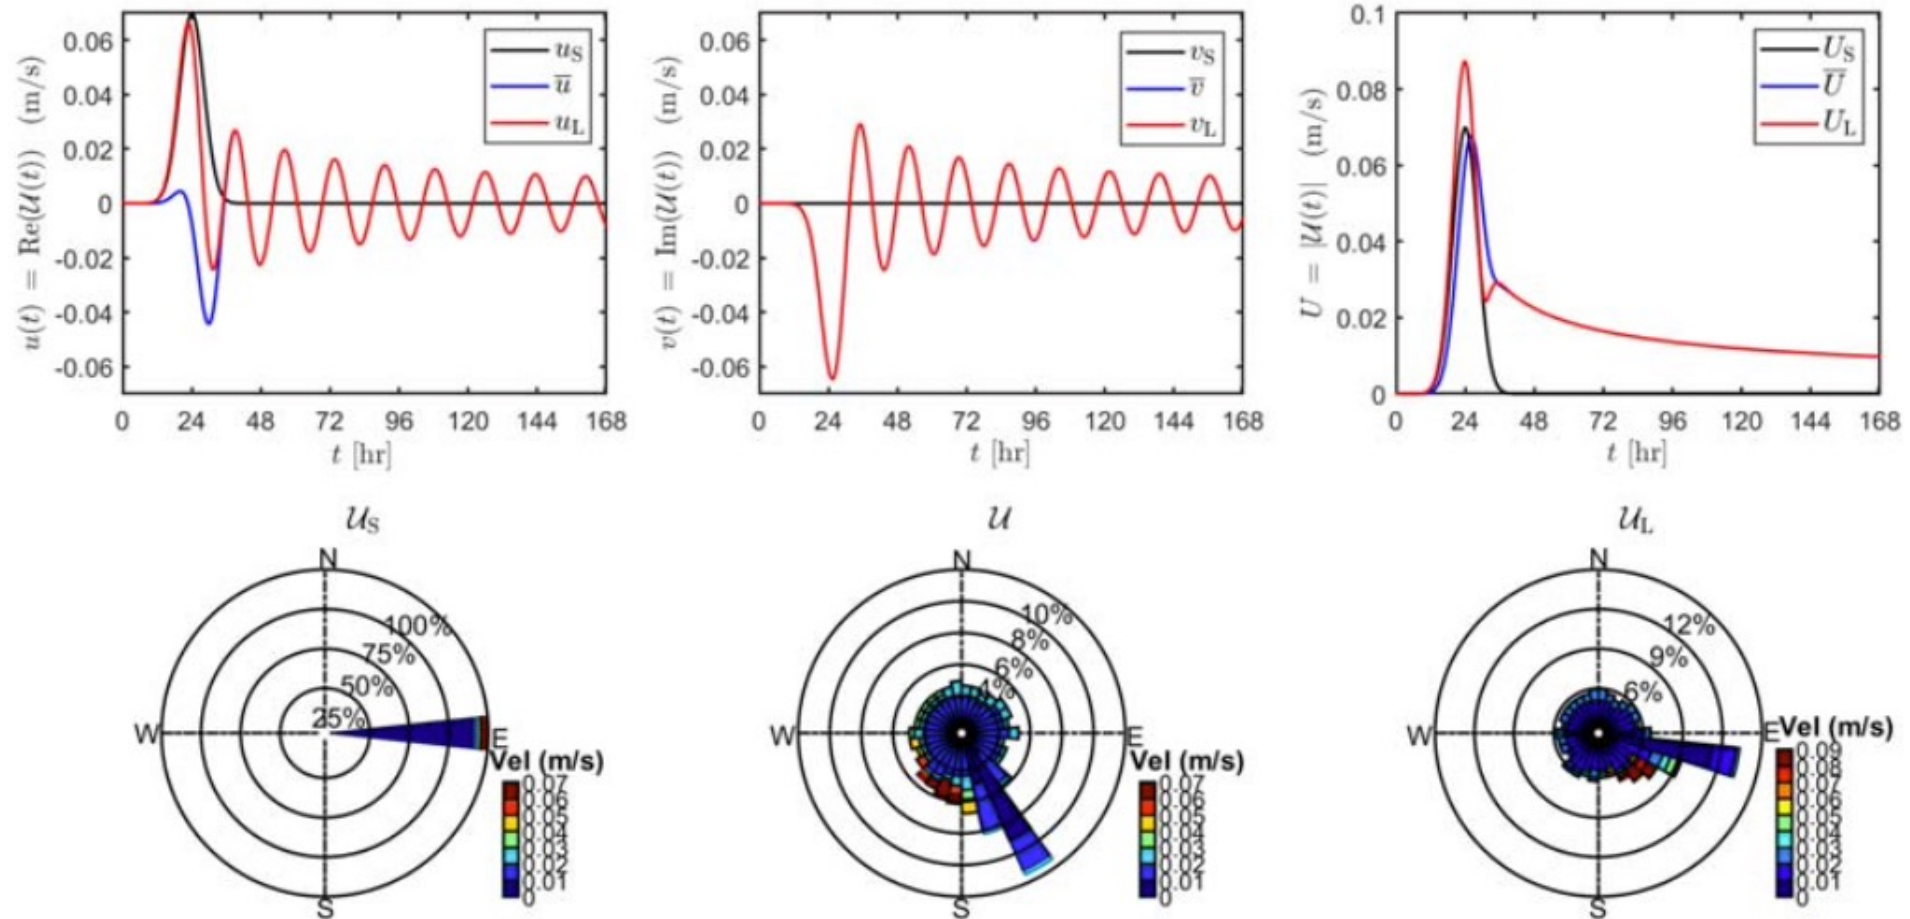 u(t) = Re(𝒰(t)) (m/s)
0.06
0.04
0.02
0
-0.02
-0.04
-0.06
u_S
u̅
u_L
0 24 48 72 96 120 144 168
t [hr]
v(t) = Im(𝒰(t)) (m/s)
0.06
0.04
0.02
0
-0.02
-0.04
-0.06
v_S
v̅
v_L
0 24 48 72 96 120 144 168
t [hr]
U = |𝒰(t)| (m/s)
0.1
0.08
0.06
0.04
0.02
0
U_S
U̅
U_L
0 24 48 72 96 120 144 168
t [hr]
𝒰_S
N
100%
75%
50%
25%
W E
S
Vel (m/s)
0.07
0.06
0.05
0.04
0.03
0.02
0.01
0
𝒰
N
10%
8%
6%
4%
W E
S
Vel (m/s)
0.07
0.06
0.05
0.04
0.03
0.02
0.01
0
𝒰_L
N
12%
9%
6%
W E
S
Vel (m/s)
0.09
0.08
0.07
0.06
0.05
0.04
0.03
0.02
0.01
0